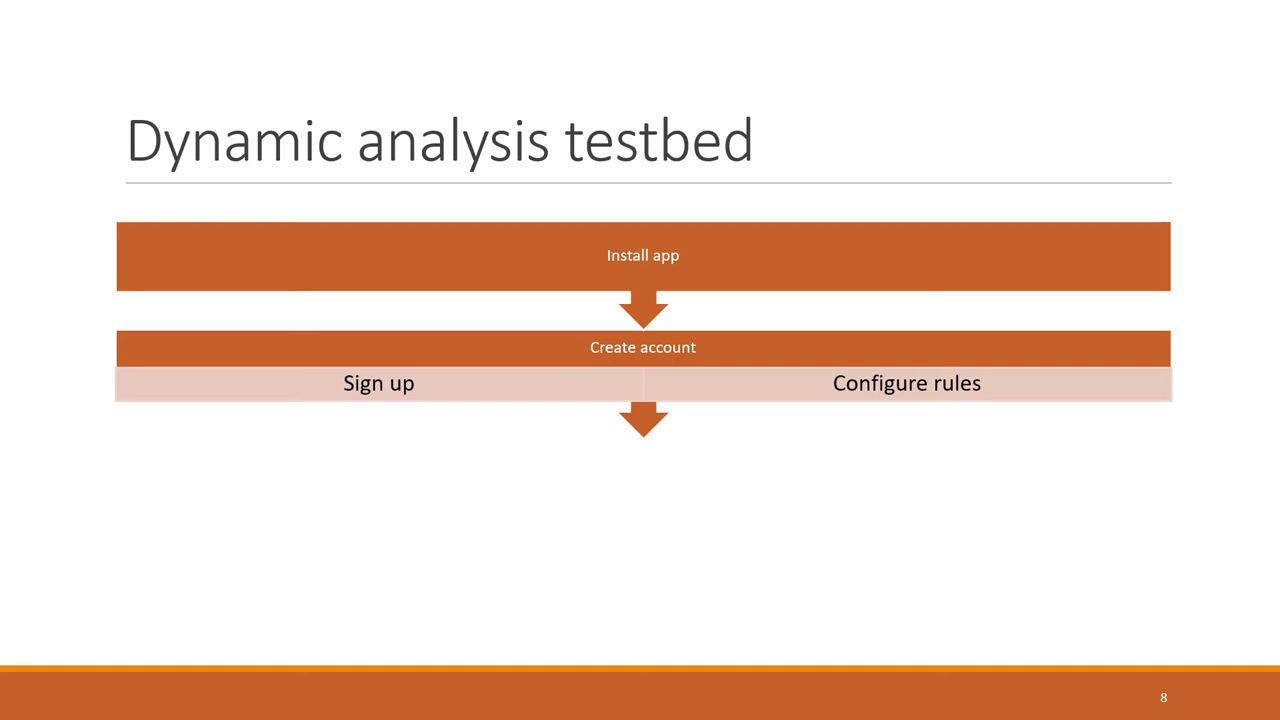 Dynamic analysis testbed
Install app
Create account
Sign up
Configure rules
8